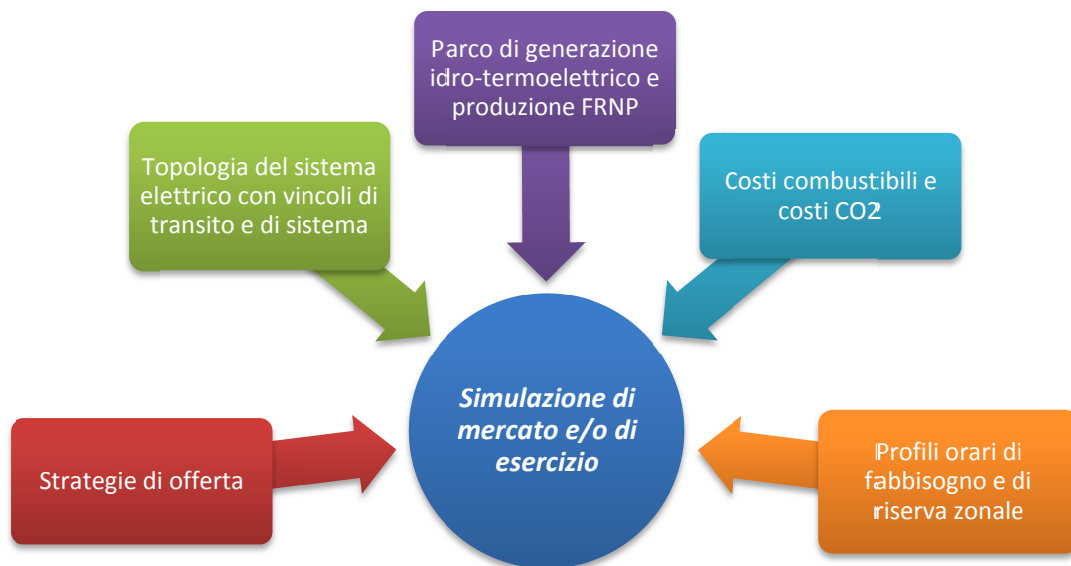 Parco di generazione
idro-termoelettrico e
produzione FRNP
Topologia del sistema
elettrico con vincoli di
transito e di sistema
Costi combustibili e
costi CO2
Simulazione di
mercato e/o di
esercizio
Strategie di offerta
Profili orari di
fabbisogno e di
riserva zonale